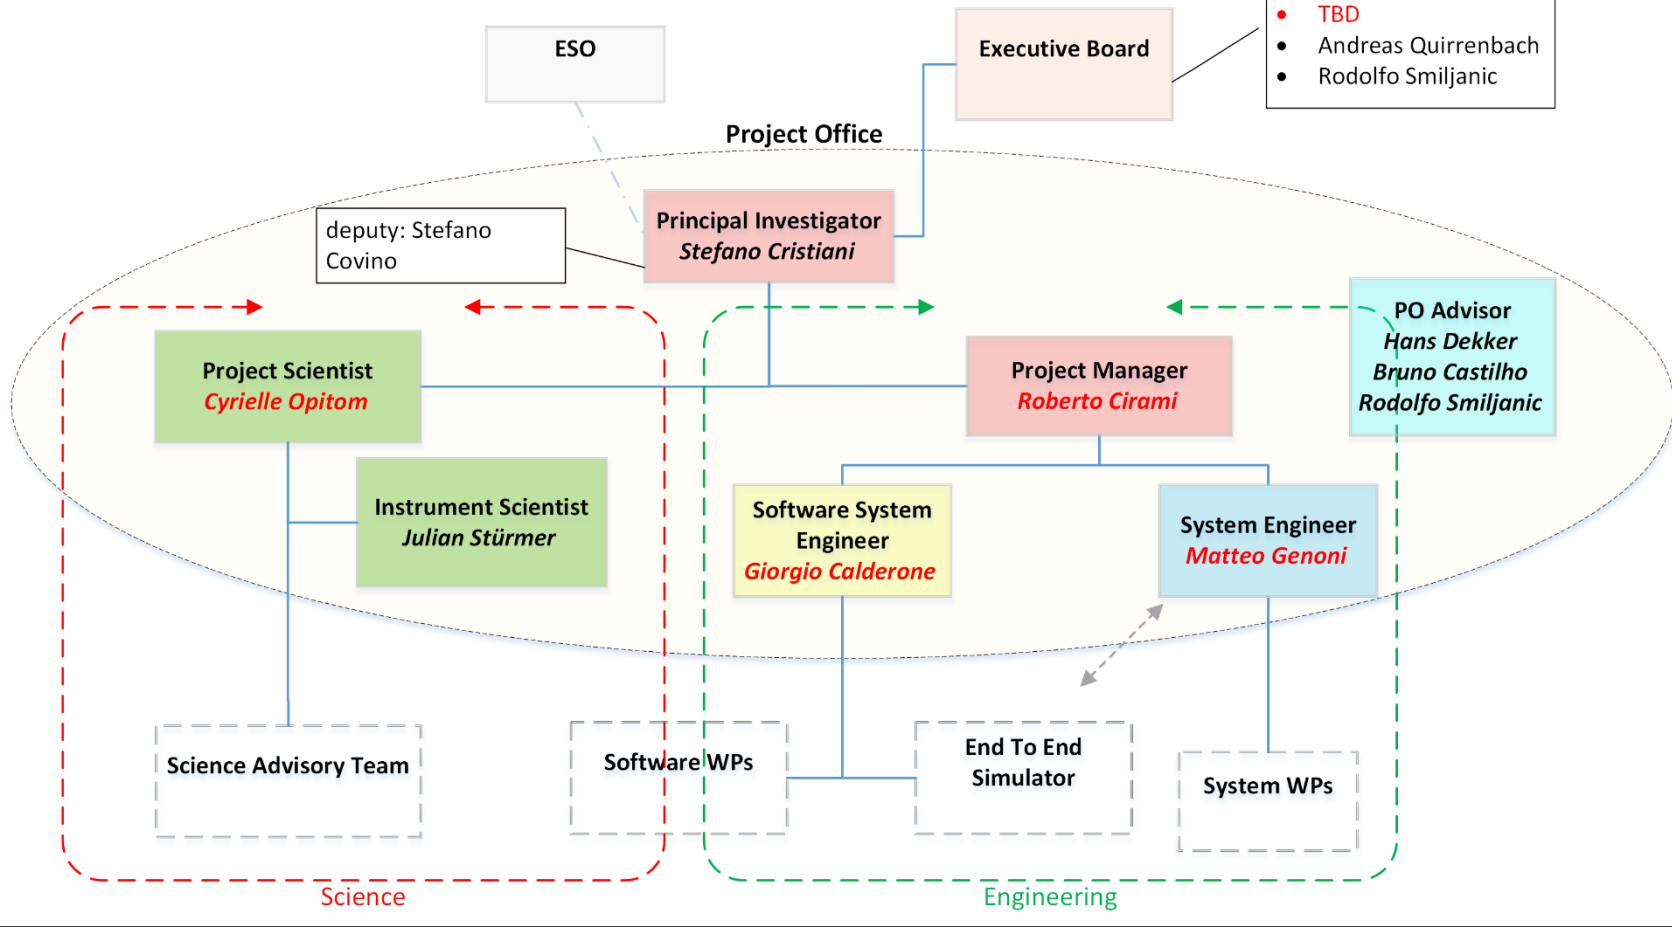 ESO
Executive Board
• TBD
• Andreas Quirrenbach
• Rodolfo Smiljanic
Project Office
deputy: Stefano
Covino
Principal Investigator
Stefano Cristiani
PO Advisor
Hans Dekker
Bruno Castilho
Rodolfo Smiljanic
Project Scientist
Cyrielle Opitom
Project Manager
Roberto Cirami
Instrument Scientist
Julian Stürmer
Software System
Engineer
Giorgio Calderone
System Engineer
Matteo Genoni
Science Advisory Team
Software WPs
End To End
Simulator
System WPs
Science
Engineering